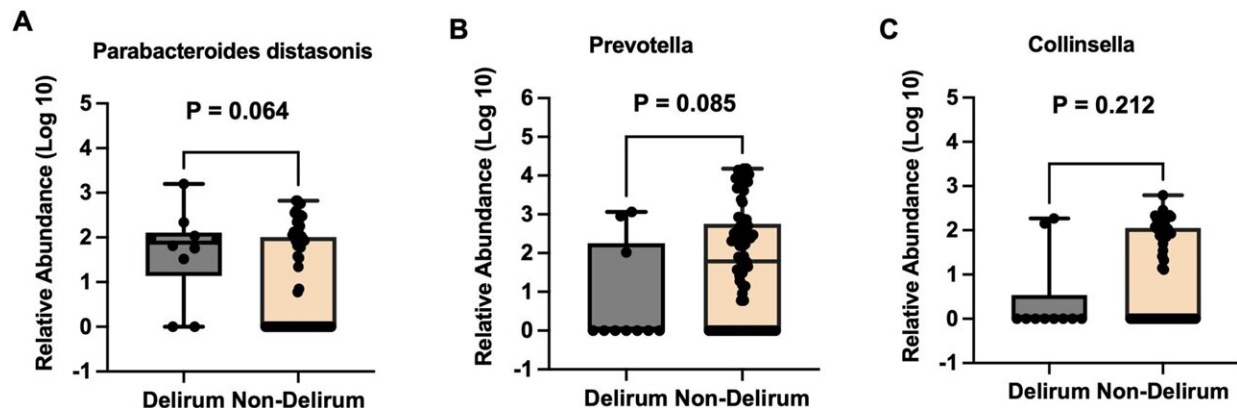 A
Parabacteroides distasonis
P = 0.064
Relative Abundance (Log 10)
5
4
3
2
1
0
-1
Delirum Non-Delirum
B
Prevotella
P = 0.085
Relative Abundance (Log 10)
6
5
4
3
2
1
0
-1
Delirum Non-Delirum
C
Collinsella
P = 0.212
Relative Abundance (Log 10)
5
4
3
2
1
0
-1
Delirum Non-Delirum